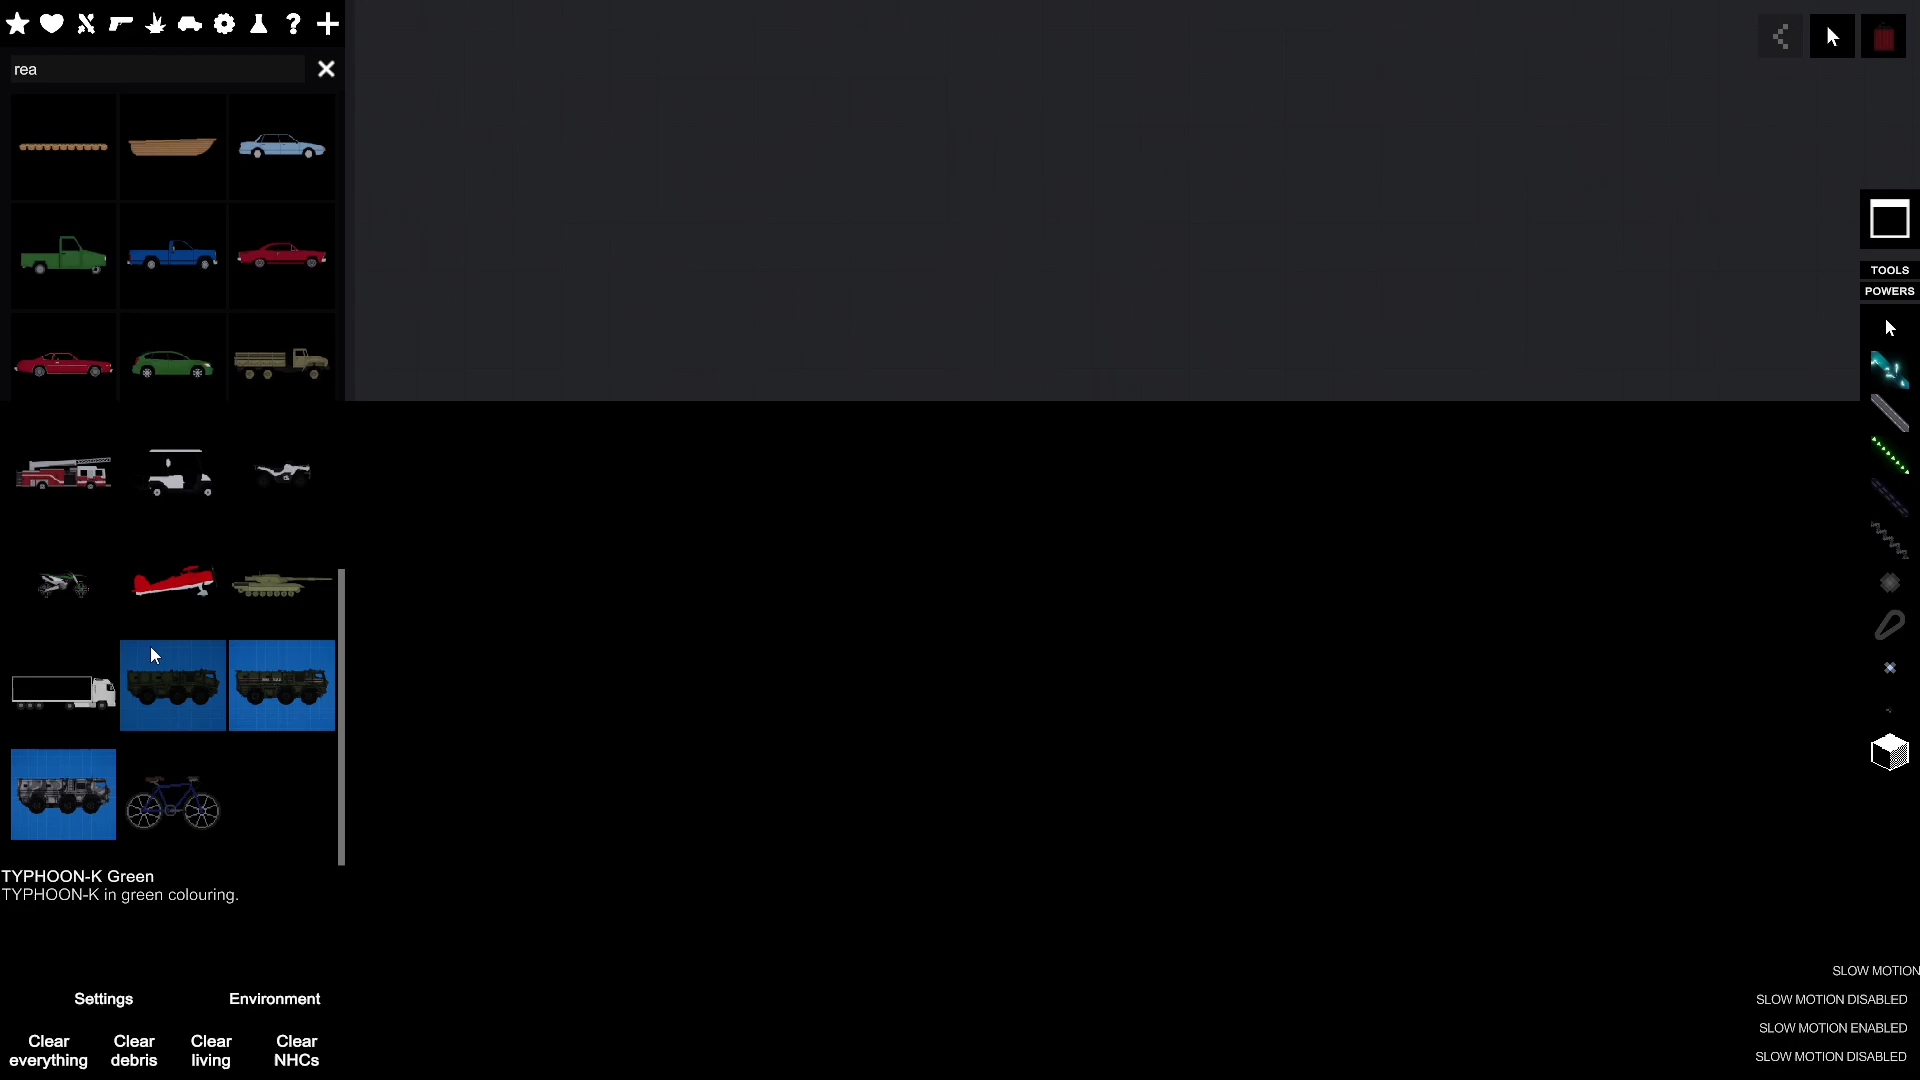 rea
TOOLS
POWERS
TYPHOON-K Green
TYPHOON-K in green colouring.
Settings
Environment
Clear everything
Clear debris
Clear living
Clear NHCs
SLOW MOTION
SLOW MOTION DISABLED
SLOW MOTION ENABLED
SLOW MOTION DISABLED